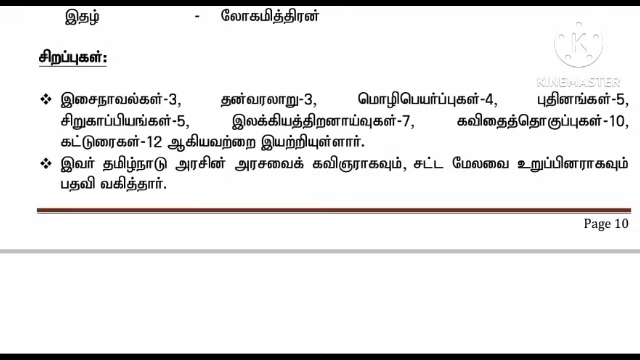 இதழ் - லோகமித்திரன்
சிறப்புகள்:
❖ இசைநாவல்கள்-3, தன்வரலாறு-3, மொழிபெயர்ப்புகள்-4, புதினங்கள்-5,
சிறுகாப்பியங்கள்-5, இலக்கியத்திறனாய்வுகள்-7, கவிதைத்தொகுப்புகள்-10,
கட்டுரைகள்-12 ஆகியவற்றை இயற்றியுள்ளார்.
❖ இவர் தமிழ்நாடு அரசின் அரசவைக் கவிஞராகவும், சட்ட மேலவை உறுப்பினராகவும்
பதவி வகித்தார்.
Page 10
KINEMASTER